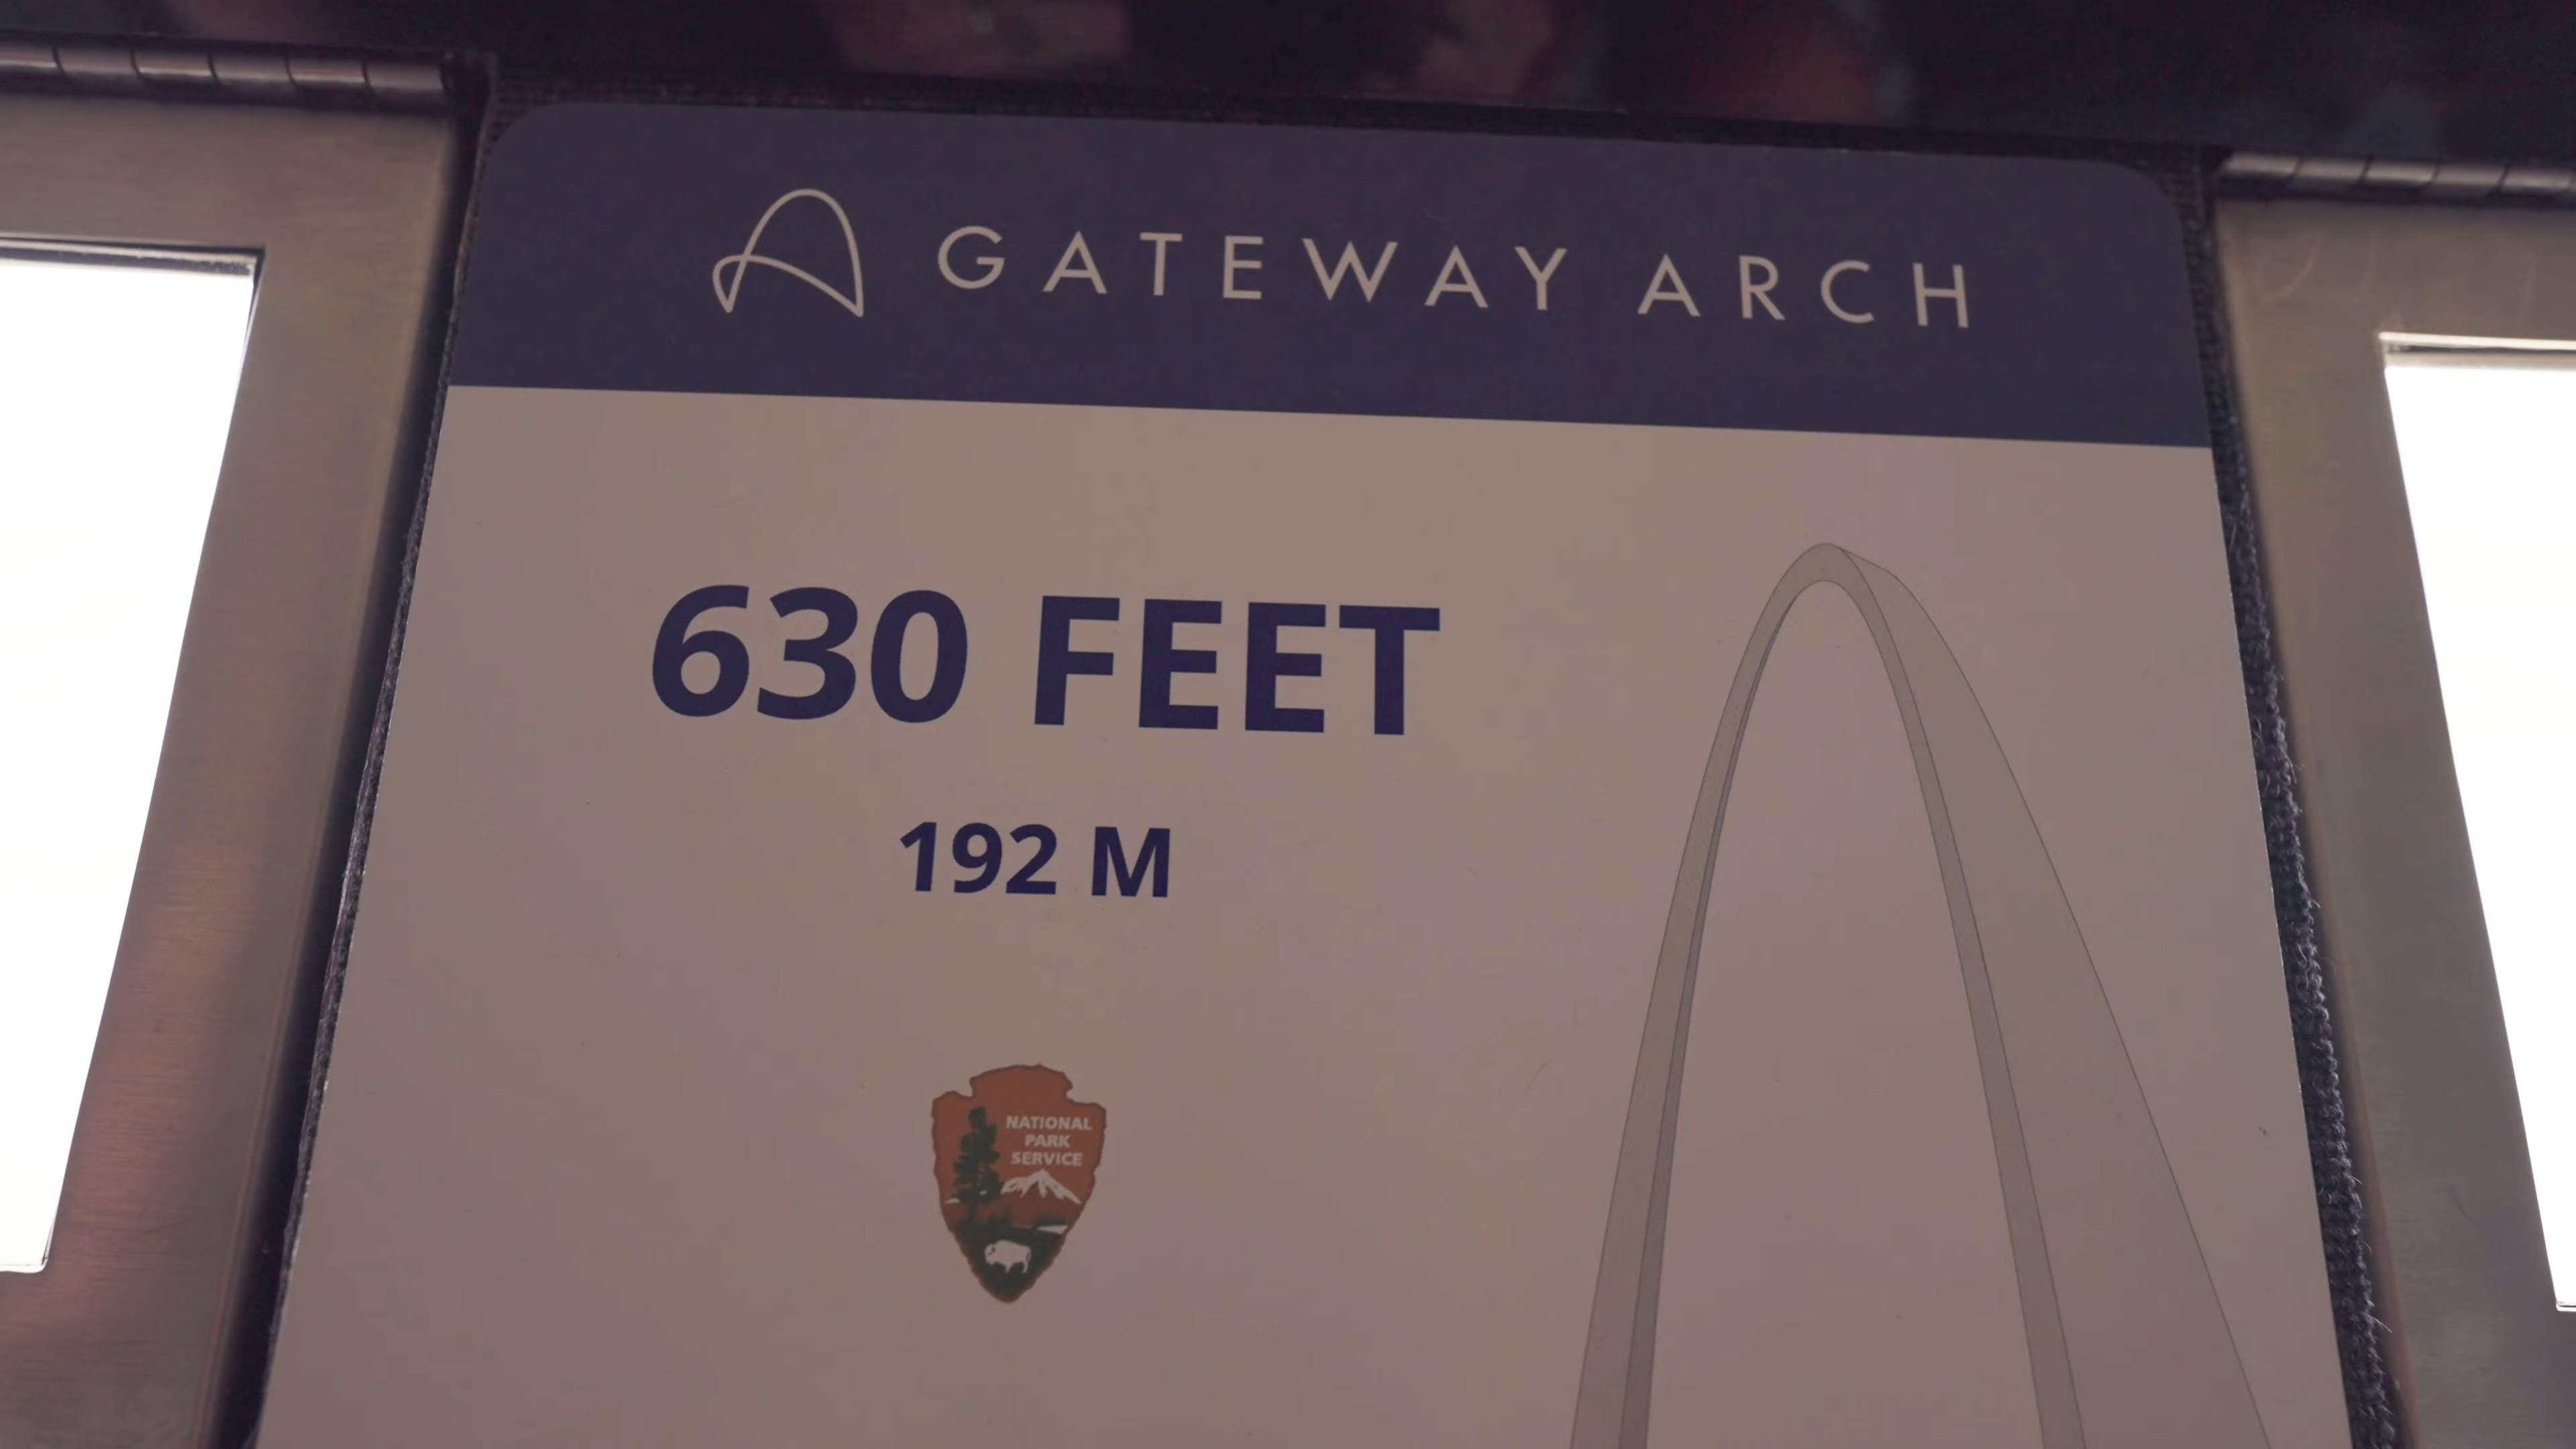 GATEWAY ARCH
630 FEET
192 M
NATIONAL
PARK
SERVICE